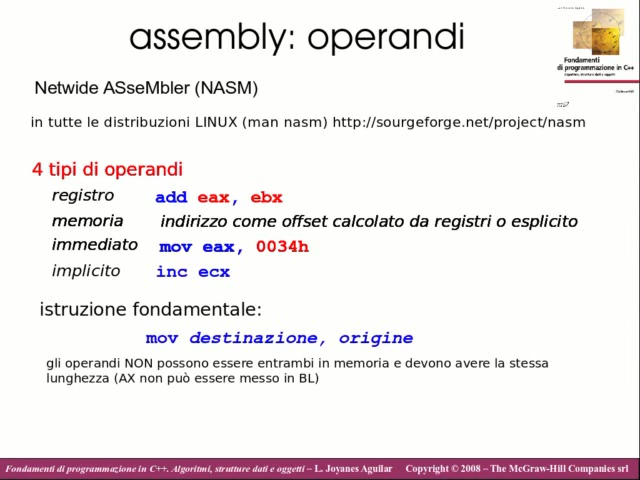 assembly: operandi
Fondamenti
di programmazione in C++
Netwide ASseMbler (NASM)
in tutte le distribuzioni LINUX (man nasm) http://sourgeforge.net/project/nasm
4 tipi di operandi
registro add eax, ebx
memoria indirizzo come offset calcolato da registri o esplicito
immediato mov eax, 0034h
implicito inc ecx
istruzione fondamentale:
mov destinazione, origine
gli operandi NON possono essere entrambi in memoria e devono avere la stessa
lunghezza (AX non può essere messo in BL)
Fondamenti di programmazione in C++. Algoritmi, strutture dati e oggetti – L. Joyanes Aguilar Copyright © 2008 – The McGraw-Hill Companies srl